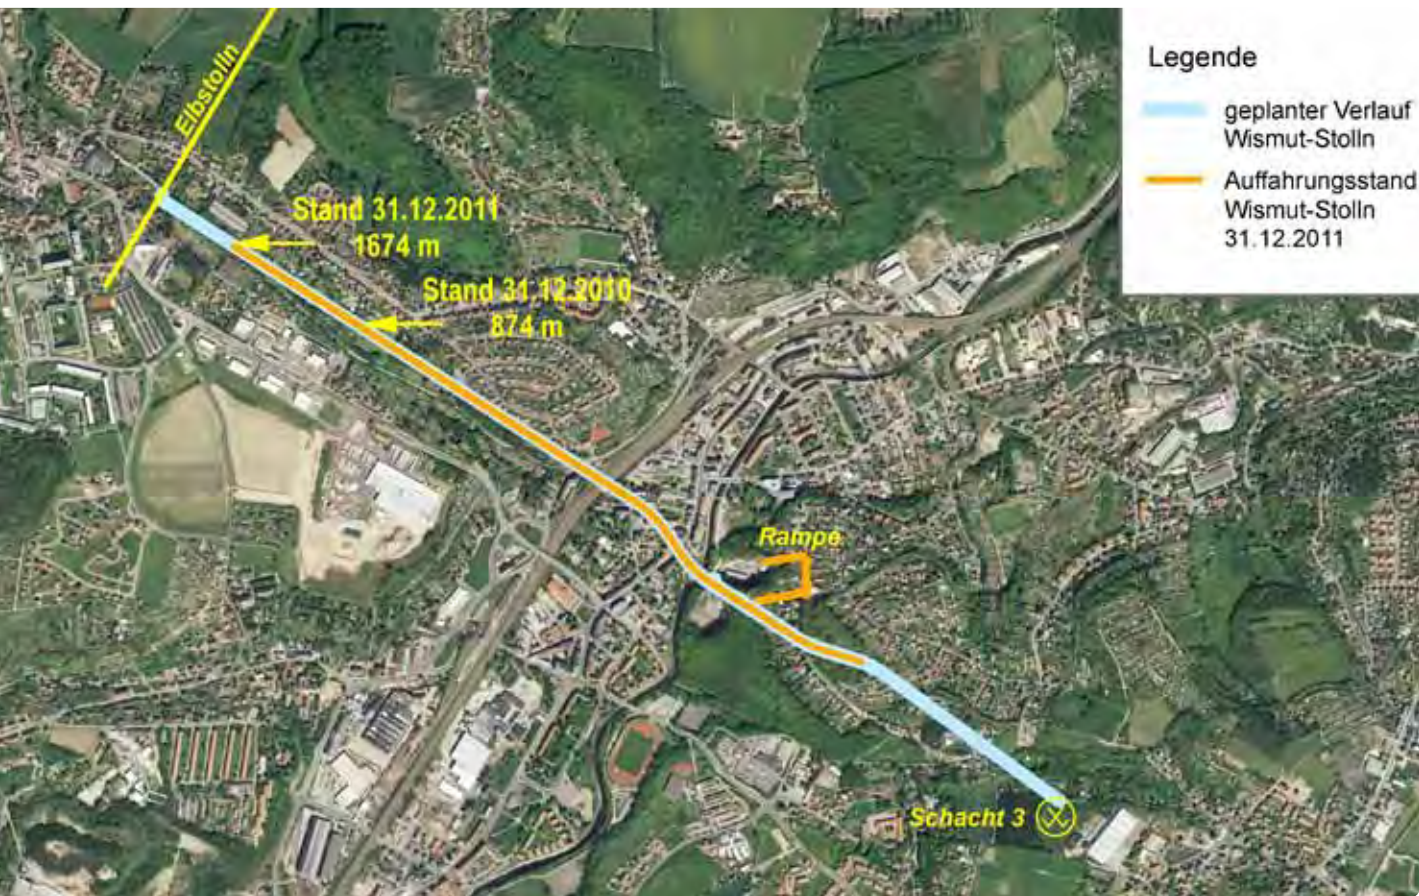 Elbstolln
Stand 31.12.2011
1674 m
Stand 31.12.2010
874 m
Rampe
Schacht 3
Legende
geplanter Verlauf
Wismut-Stolln
Auffahrungsstand
Wismut-Stolln
31.12.2011